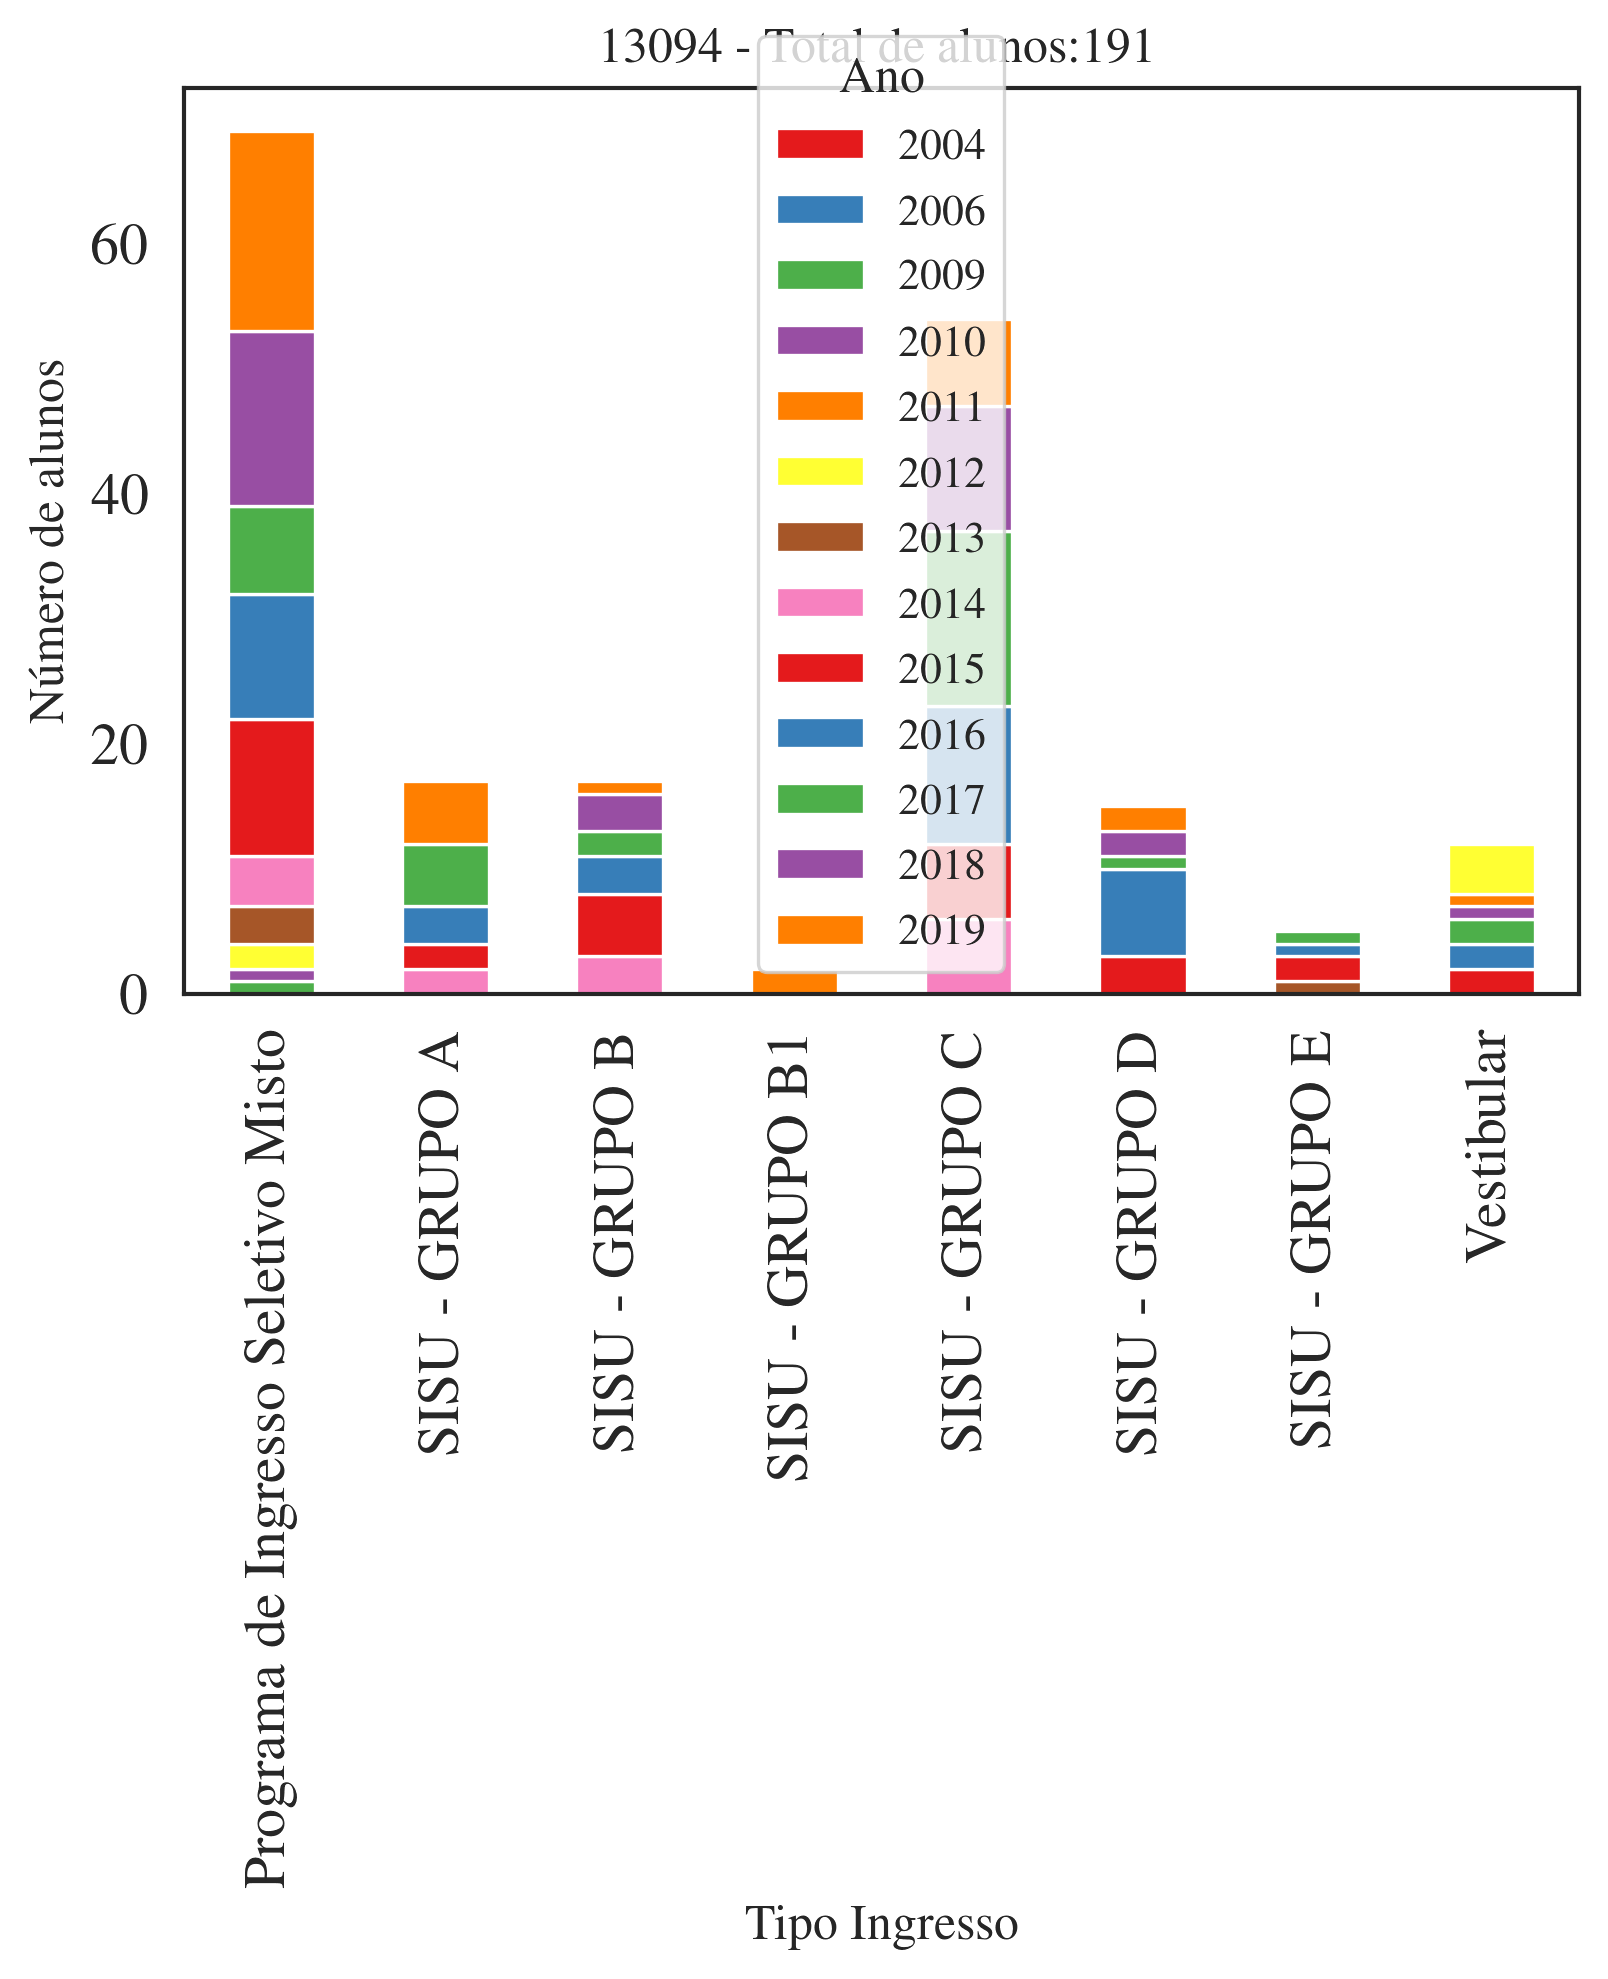 13094 - Total de alunos:191
Ano
2004
2006
2009
2010
2011
2012
2013
2014
2015
2016
2017
2018
2019
Número de alunos
60
40
20
0
Programa de Ingresso Seletivo Misto
SISU - GRUPO A
SISU - GRUPO B
SISU - GRUPO B1
SISU - GRUPO C
SISU - GRUPO D
SISU - GRUPO E
Vestibular
Tipo Ingresso